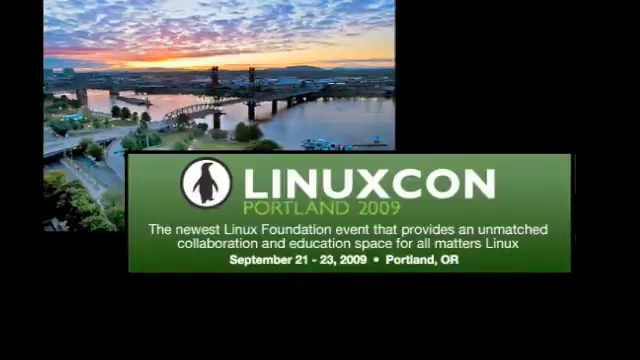 LINUXCON
PORTLAND 2009
The newest Linux Foundation event that provides an unmatched
collaboration and education space for all matters Linux
September 21 - 23, 2009 • Portland, OR